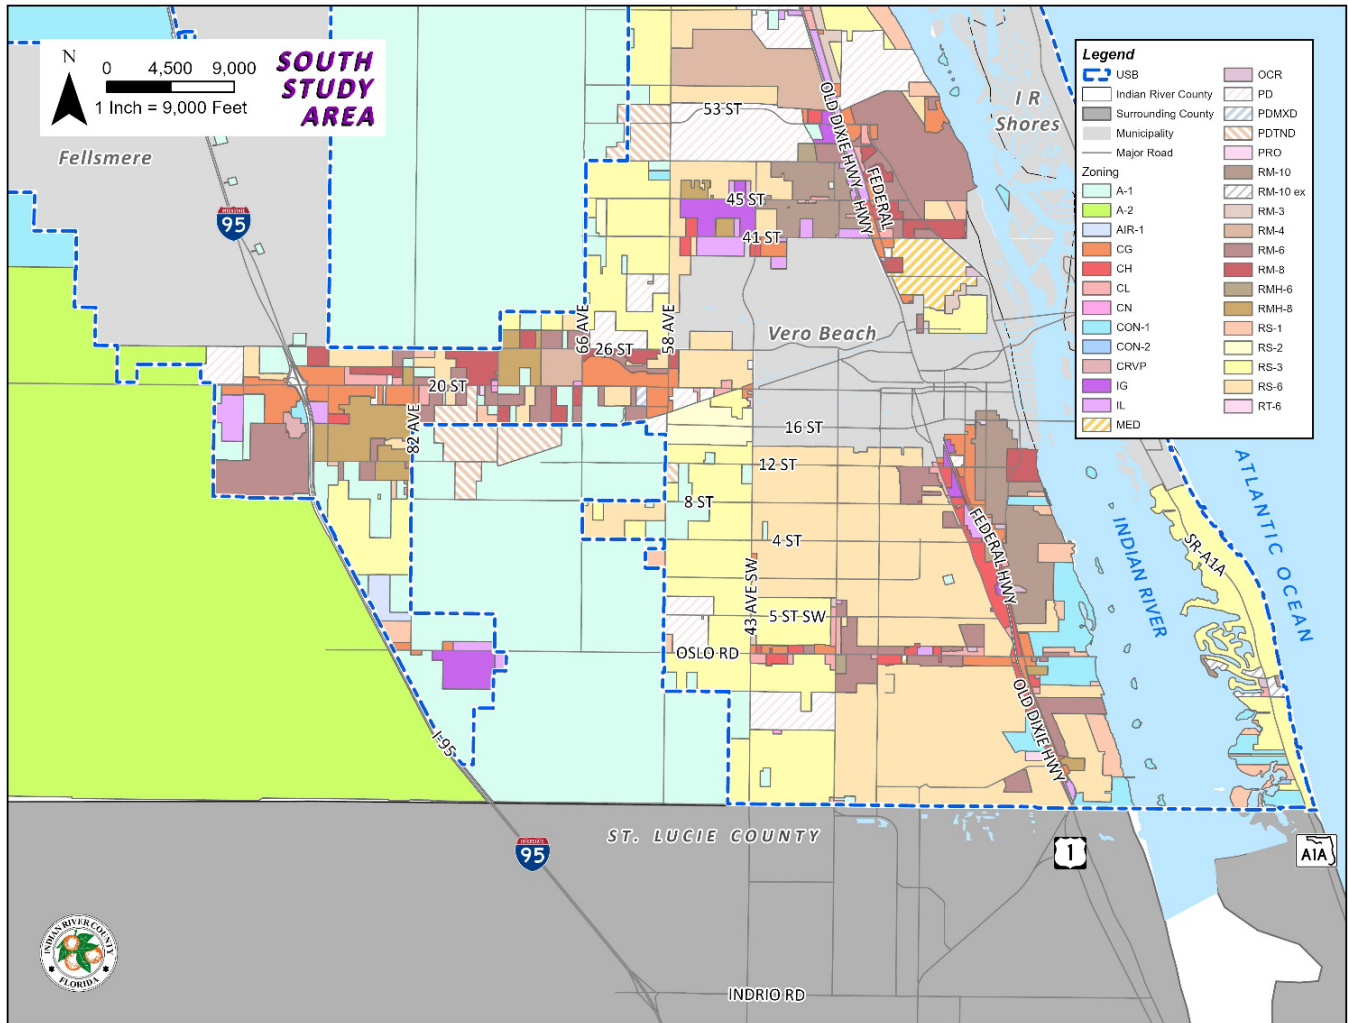 N
0 4,500 9,000
1 Inch = 9,000 Feet
SOUTH
STUDY
AREA
Fellsmere
INTERSTATE
95
53 ST
OLD DIXIE HWY
FEDERAL
HWY
45 ST
41 ST
I R
Shores
66 AVE
58 AVE
Vero Beach
26 ST
20 ST
82 AVE
16 ST
12 ST
8 ST
4 ST
43 AVE SW
5 ST SW
OSLO RD
FEDERAL HWY
OLD DIXIE HWY
INDIAN RIVER
SR-A1A
ATLANTIC OCEAN
I-95
ST. LUCIE COUNTY
INTERSTATE
95
1
A1A
INDRIO RD
INDIAN RIVER COUNTY
FLORIDA
Legend
USB
Indian River County
Surrounding County
Municipality
Major Road
Zoning
A-1
A-2
AIR-1
CG
CH
CL
CN
CON-1
CON-2
CRVP
IG
IL
MED
OCR
PD
PDMXD
PDTND
PRO
RM-10
RM-10 ex
RM-3
RM-4
RM-6
RM-8
RMH-6
RMH-8
RS-1
RS-2
RS-3
RS-6
RT-6